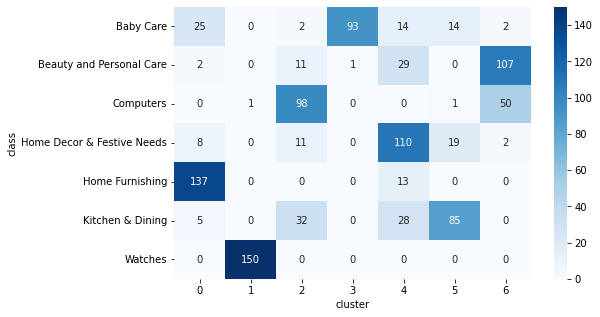 Baby Care 25 0 2 93 14 14 2
Beauty and Personal Care 2 0 11 1 29 0 107
Computers 0 1 98 0 0 1 50
Home Decor & Festive Needs 8 0 11 0 110 19 2
Home Furnishing 137 0 0 0 13 0 0
Kitchen & Dining 5 0 32 0 28 85 0
Watches 0 150 0 0 0 0 0
0 1 2 3 4 5 6
cluster
class
140
120
100
80
60
40
20
0